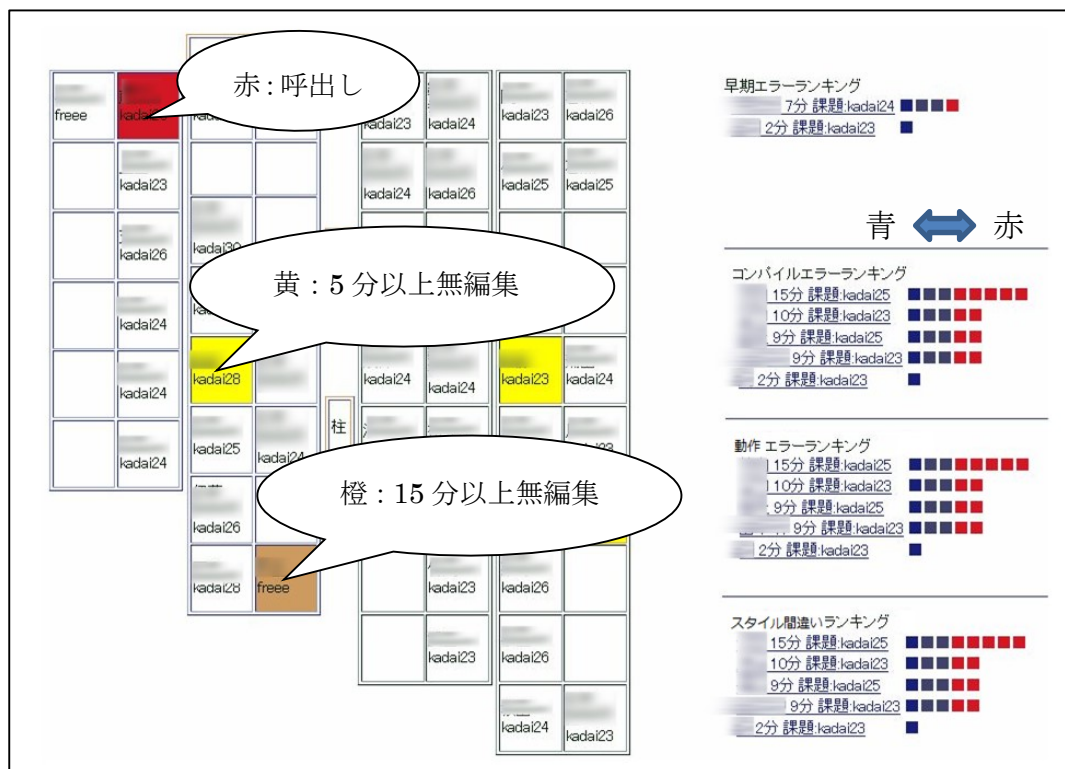 赤：呼出し
freee
kadai23
kadai24
kadai23
kadai26
kadai23
kadai24
kadai26
kadai25
kadai25
kadai26
kadai30
黄：5 分以上無編集
kadai24
kadai24
kadai28
kadai24
kadai24
kadai23
kadai24
柱
kadai24
kadai25
kadai24
橙：15 分以上無編集
kadai26
kadai28
freee
kadai23
kadai26
kadai23
kadai26
kadai24
kadai23
早期エラーランキング
7分 課題:kadai24
2分 課題:kadai23
青 赤
コンパイルエラーランキング
15分 課題:kadai25
10分 課題:kadai23
9分 課題:kadai25
9分 課題:kadai23
2分 課題:kadai23
動作 エラーランキング
15分 課題:kadai25
10分 課題:kadai23
9分 課題:kadai25
9分 課題:kadai23
2分 課題:kadai23
スタイル間違いランキング
15分 課題:kadai25
10分 課題:kadai23
9分 課題:kadai25
9分 課題:kadai23
2分 課題:kadai23